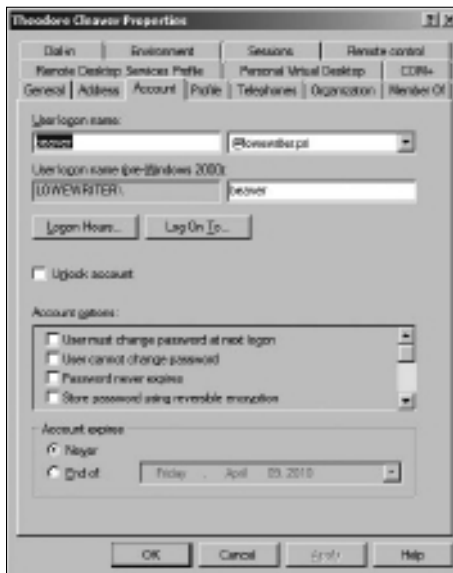 Theodore Cleaver Properties
Dial-in Environment Sessions Remote control
Remote Desktop Services Profile Personal Virtual Desktop COM+
General Address Account Profile Telephones Organization Member Of
User logon name:
beaver @lowewriter.pri
User logon name (pre-Windows 2000):
LOWEWRITER\ beaver
Logon Hours... Log On To...
Unlock account
Account options:
User must change password at next logon
User cannot change password
Password never expires
Store password using reversible encryption
Account expires
Never
End of: Friday , April 09, 2010
OK Cancel Apply Help